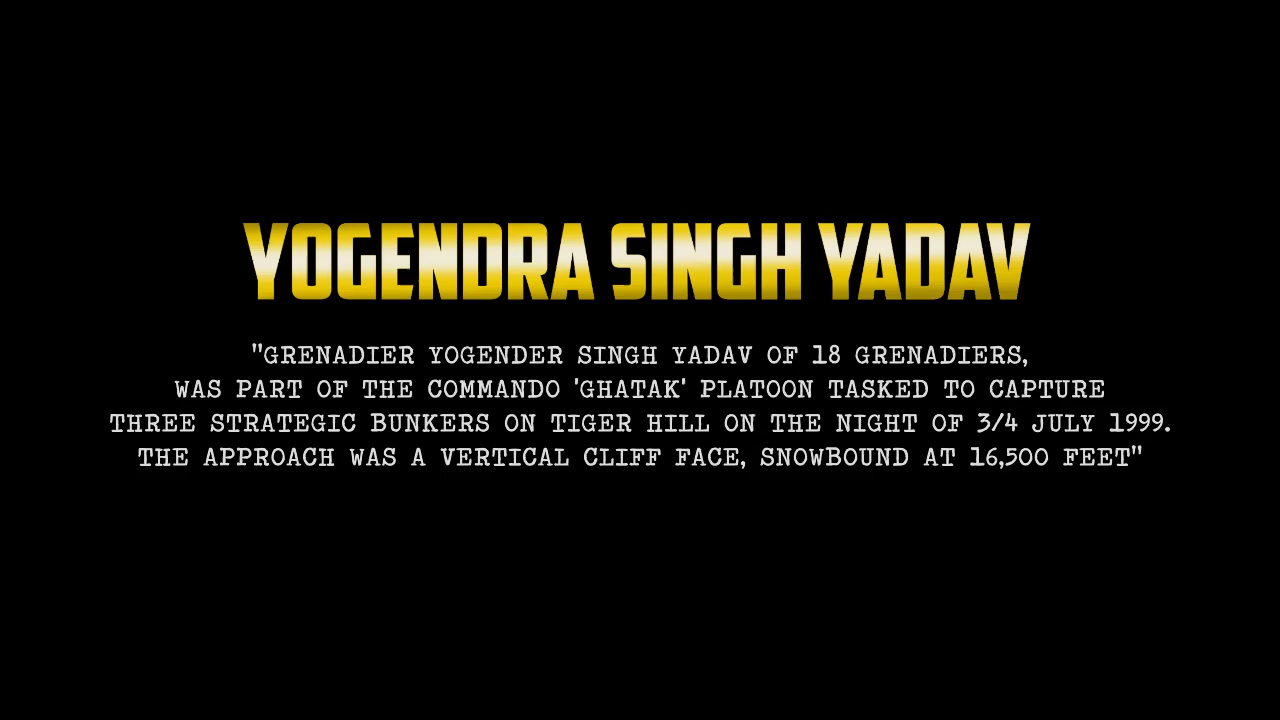 YOGENDRA SINGH YADAV
"GRENADIER YOGENDER SINGH YADAV OF 18 GRENADIERS,
WAS PART OF THE COMMANDO 'GHATAK' PLATOON TASKED TO CAPTURE
THREE STRATEGIC BUNKERS ON TIGER HILL ON THE NIGHT OF 3/4 JULY 1999.
THE APPROACH WAS A VERTICAL CLIFF FACE, SNOWBOUND AT 16,500 FEET"